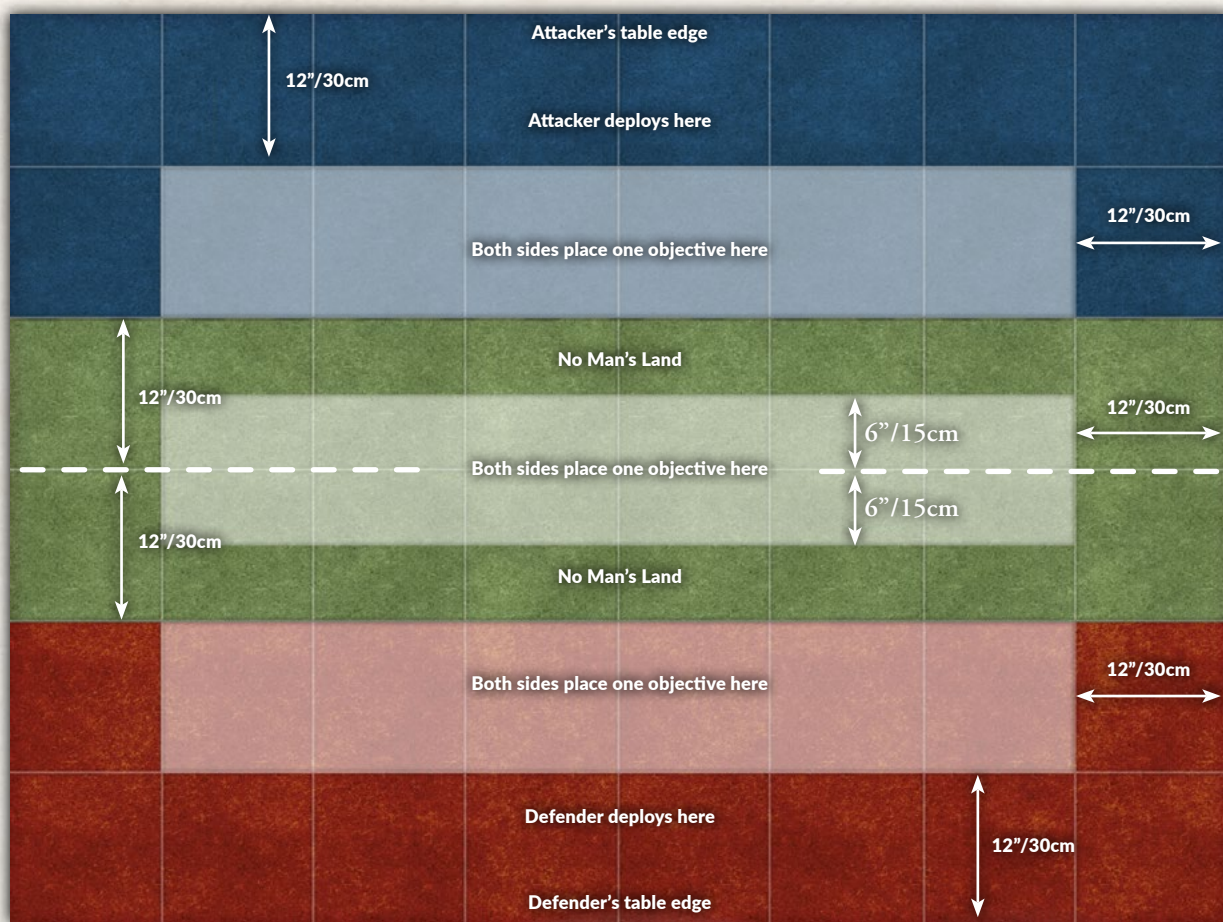 Attacker’s table edge
12”/30cm
Attacker deploys here
12”/30cm
Both sides place one objective here
No Man’s Land
12”/30cm
12”/30cm
6”/15cm
Both sides place one objective here
6”/15cm
12”/30cm
No Man’s Land
12”/30cm
Both sides place one objective here
Defender deploys here
12”/30cm
Defender’s table edge